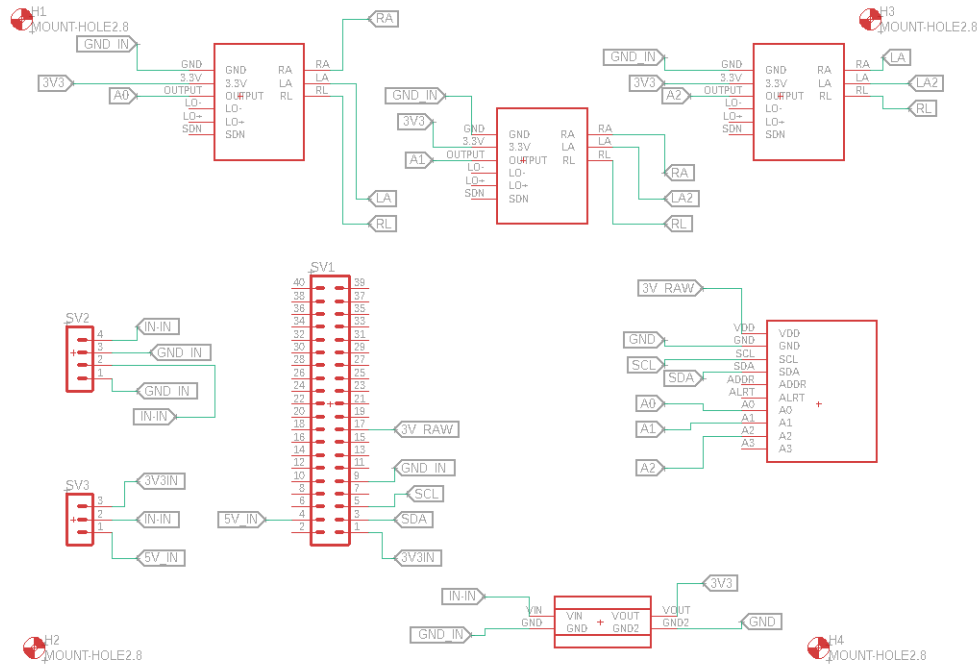 H1
MOUNT-HOLE2.8
GND_IN
3V3
A0
GND
3.3V
OUTPUT
LO-
LO+
SDN
GND
3.3V
OUTPUT
LO-
LO+
SDN
RA
LA
RL
RA
LA
RL
RA
LA
RL
GND_IN
3V3
A1
GND
3.3V
OUTPUT
LO-
LO+
SDN
GND
3.3V
OUTPUT
LO-
LO+
SDN
RA
LA
RL
RA
LA
RL
RA
LA2
RL
H3
MOUNT-HOLE2.8
GND_IN
3V3
A2
GND
3.3V
OUTPUT
LO-
LO+
SDN
GND
3.3V
OUTPUT
LO-
LO+
SDN
RA
LA
RL
RA
LA
RL
LA
LA2
RL
SV2
4
3
2
1
IN-IN
GND_IN
GND_IN
IN-IN
SV3
3
2
1
3V3IN
IN-IN
5V_IN
SV1
40 39
38 37
36 35
34 33
32 31
30 29
28 27
26 25
24 23
22 21
20 19
18 17
16 15
14 13
12 11
10 9
8 7
6 5
4 3
2 1
5V_IN
3V_RAW
GND_IN
SCL
SDA
3V3IN
3V_RAW
GND
SCL
SDA
A0
A1
A2
VDD
GND
SCL
SDA
ADDR
ALRT
A0
A1
A2
A3
VDD
GND
SCL
SDA
ADDR
ALRT
A0
A1
A2
A3
IN-IN
GND_IN
VIN
GND
VIN
GND
VOUT
GND2
VOUT
GND2
3V3
GND
H2
MOUNT-HOLE2.8
H4
MOUNT-HOLE2.8